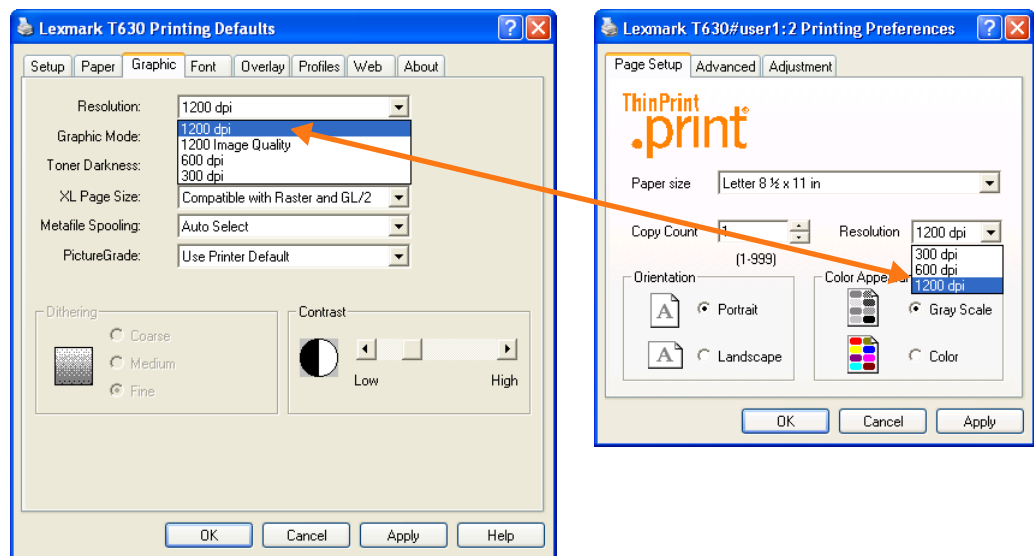 Lexmark T630 Printing Defaults
Setup Paper Graphic Font Overlay Profiles Web About
Resolution: 1200 dpi
1200 dpi
Graphic Mode: 1200 Image Quality
600 dpi
Toner Darkness: 300 dpi
XL Page Size: Compatible with Raster and GL/2
Metafile Spooling: Auto Select
PictureGrade: Use Printer Default
Dithering
Coarse
Medium
Fine
Contrast
Low High
OK Cancel Apply Help
Lexmark T630#user1:2 Printing Preferences
Page Setup Advanced Adjustment
ThinPrint
.print
Paper size Letter 8 ½ x 11 in
Copy Count 1 Resolution 1200 dpi
(1-999)
300 dpi
600 dpi
1200 dpi
Orientation
A Portrait
A Landscape
Color Appear
Gray Scale
Color
OK Cancel Apply